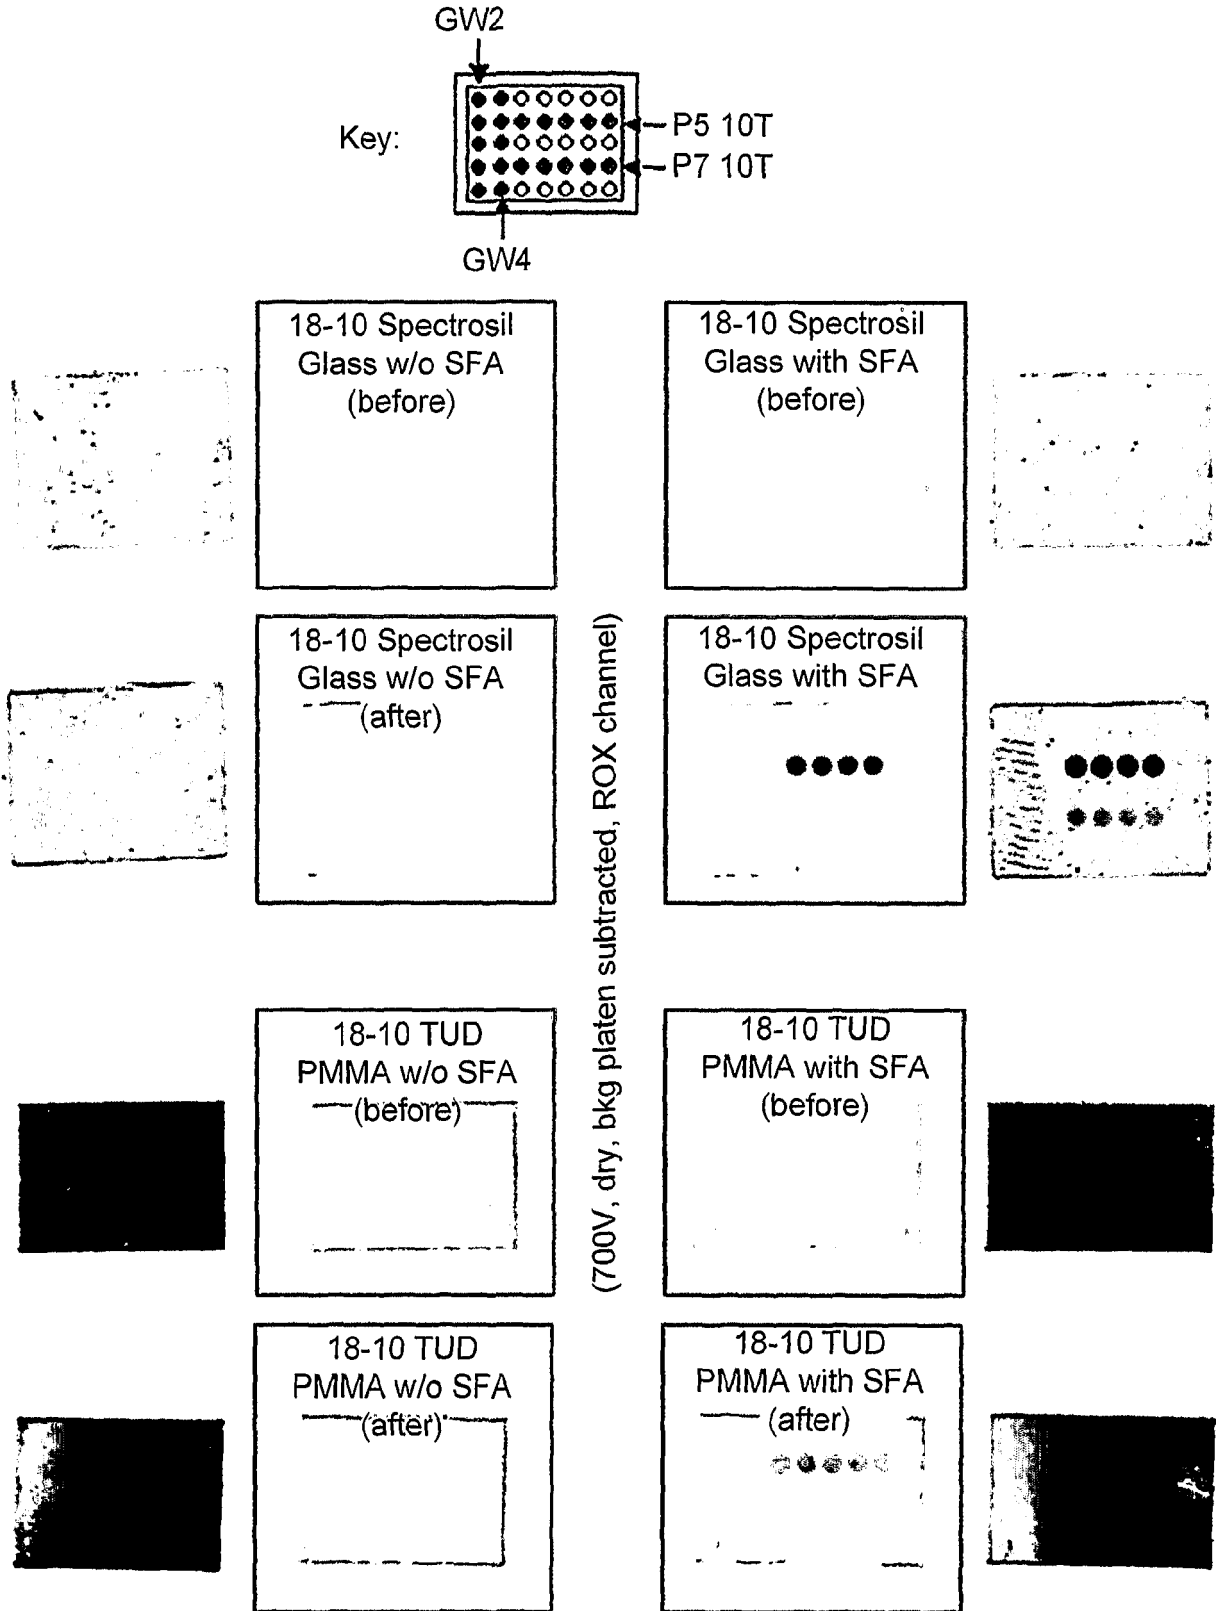 GW2
Key:
P5 10T
P7 10T
GW4
18-10 Spectrosil
Glass w/o SFA
(before)
18-10 Spectrosil
Glass with SFA
(before)
18-10 Spectrosil
Glass w/o SFA
(after)
18-10 Spectrosil
Glass with SFA
(700V, dry, bkg platen subtracted, ROX channel)
18-10 TUD
PMMA w/o SFA
(before)
18-10 TUD
PMMA with SFA
(before)
18-10 TUD
PMMA w/o SFA
(after)
18-10 TUD
PMMA with SFA
(after)